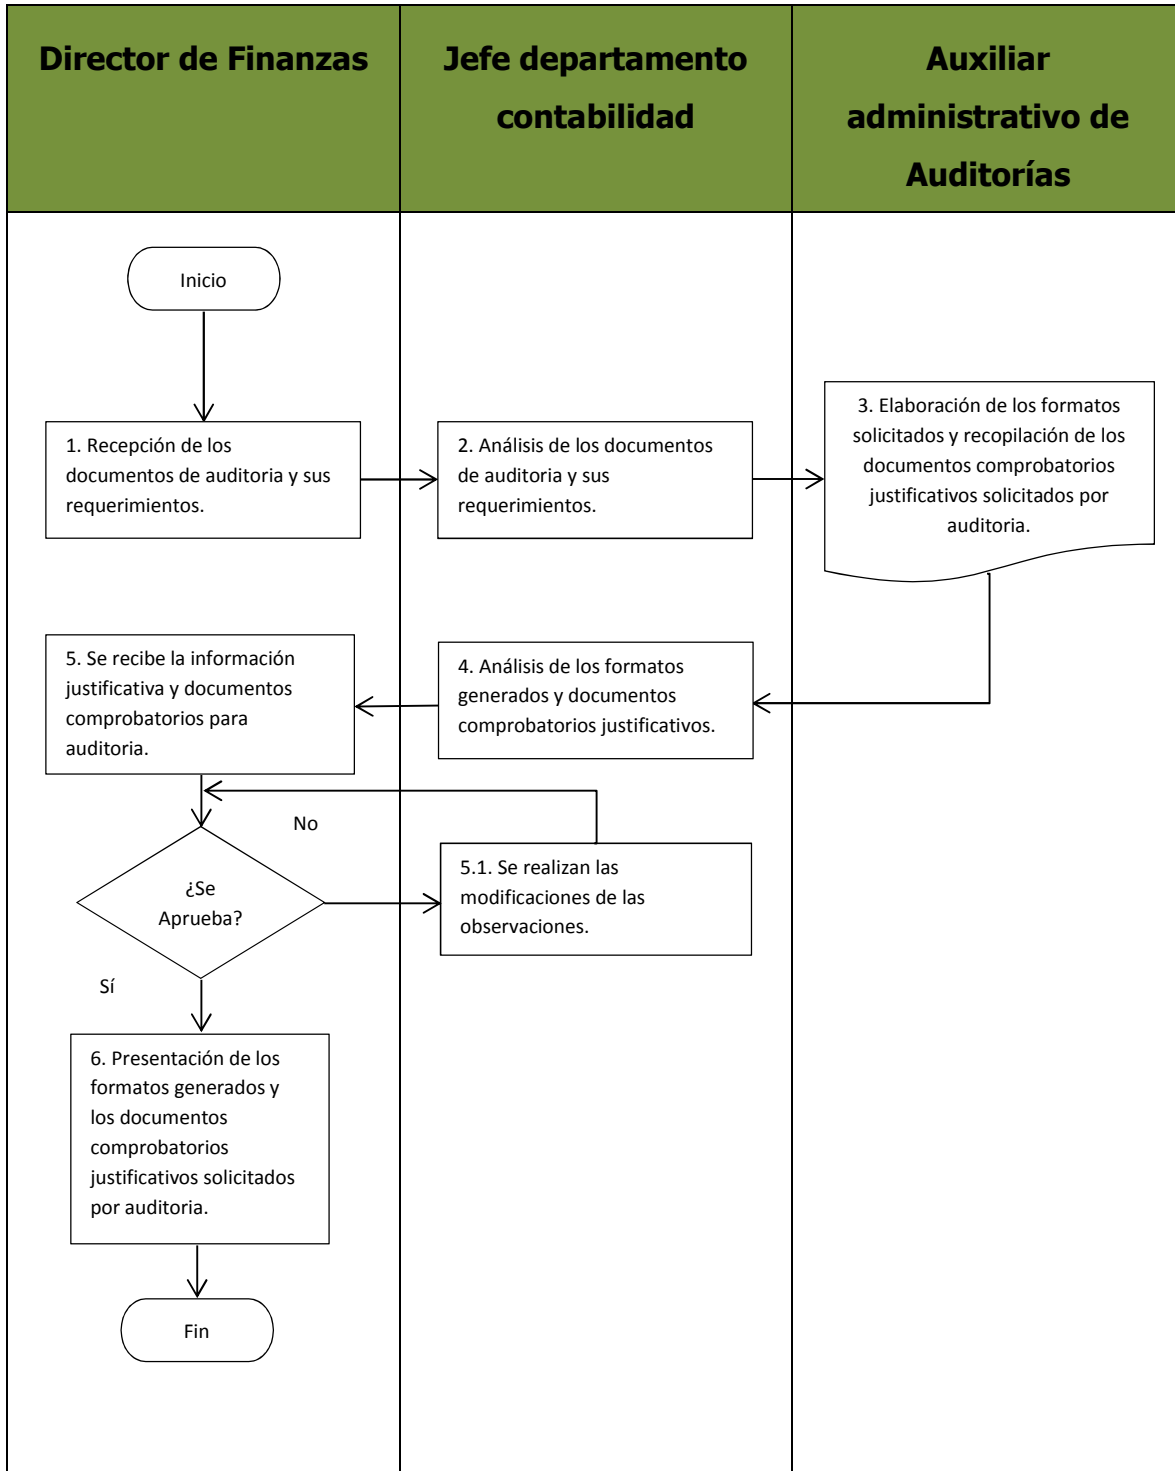 Director de Finanzas
Jefe departamento
contabilidad
Auxiliar
administrativo de
Auditorías
Inicio
1. Recepción de los
documentos de auditoria y sus
requerimientos.
2. Análisis de los documentos
de auditoria y sus
requerimientos.
3. Elaboración de los formatos
solicitados y recopilación de los
documentos comprobatorios
justificativos solicitados por
auditoria.
5. Se recibe la información
justificativa y documentos
comprobatorios para
auditoria.
4. Análisis de los formatos
generados y documentos
comprobatorios justificativos.
No
¿Se
Aprueba?
5.1. Se realizan las
modificaciones de las
observaciones.
Sí
6. Presentación de los
formatos generados y
los documentos
comprobatorios
justificativos solicitados
por auditoria.
Fin